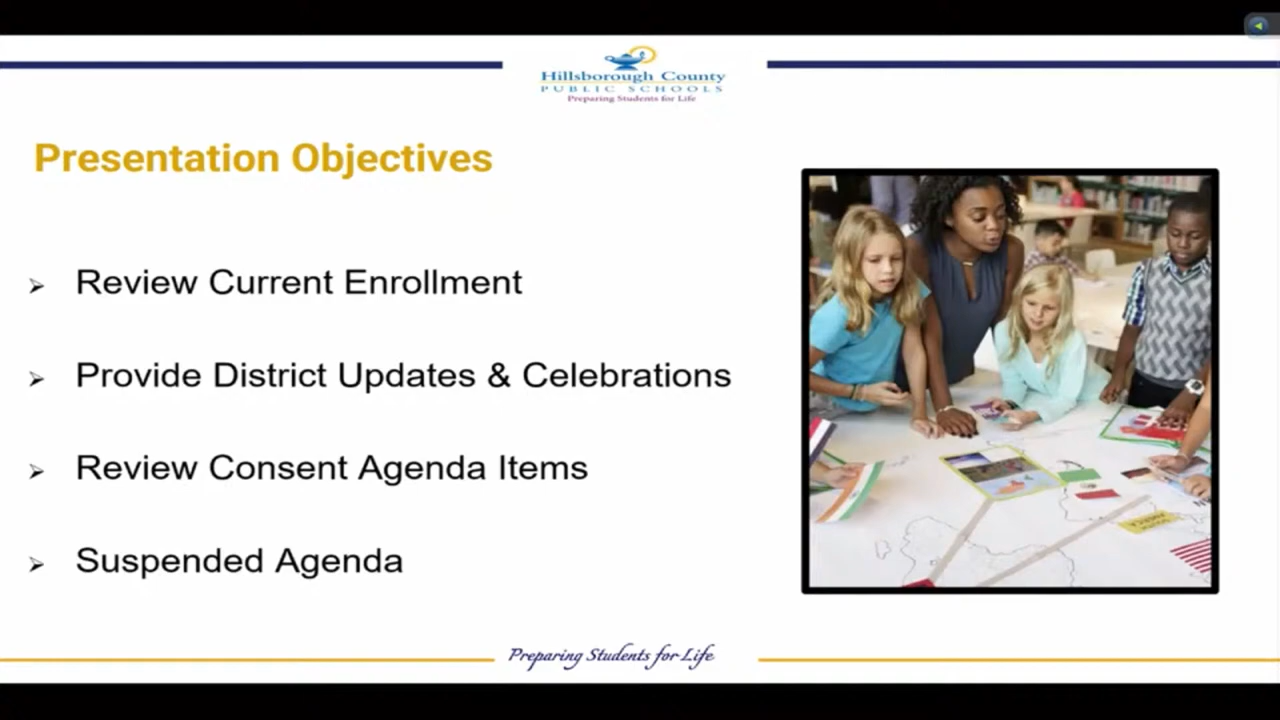 Hillsborough County
PUBLIC SCHOOLS
Preparing Students for Life
Presentation Objectives
Review Current Enrollment
Provide District Updates & Celebrations
Review Consent Agenda Items
Suspended Agenda
Preparing Students for Life